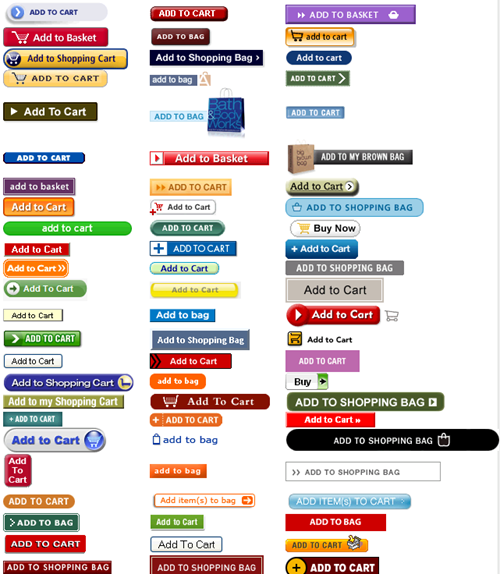 ADD TO CART
Add to Basket
Add to Shopping Cart
ADD TO CART
Add To Cart
ADD TO CART
add to basket
Add to Cart
add to cart
Add to Cart
Add to Cart
Add to Cart
Add to Cart
Add to Cart
Add to Cart
Add to Shopping Cart
Add to my Shopping Cart
+ ADD TO CART
Add to Cart
Add
To
Cart
ADD TO CART
ADD TO BAG
ADD TO CART
ADD TO SHOPPING BAG
ADD TO CART
ADD TO BAG
Add to Shopping Bag ›
add to bag
ADD TO BAG
Bath
&Body
Works
Add to Basket
ADD TO CART
Add to Cart
ADD TO CART
ADD TO CART
Add to Cart
Add to Cart
Add to bag
Add to Shopping Bag
Add to Cart
add to bag
Add To Cart
+ ADD TO CART
add to bag
add to bag
Add item(s) to bag
Add to Cart
Add To Cart
ADD TO SHOPPING BAG
ADD TO BASKET
add to cart
Add to Cart
ADD TO CART
ADD TO CART
big
brown
bag
ADD TO MY BROWN BAG
Add to Cart
ADD TO SHOPPING BAG
Buy Now
+ Add to Cart
ADD TO SHOPPING BAG
Add to Cart
Add to Cart
Add to Cart
ADD TO CART
Buy
ADD TO SHOPPING BAG
Add to Cart »
ADD TO SHOPPING BAG
ADD TO SHOPPING BAG
ADD ITEM(S) TO CART
ADD TO BAG
ADD TO CART
ADD TO CART